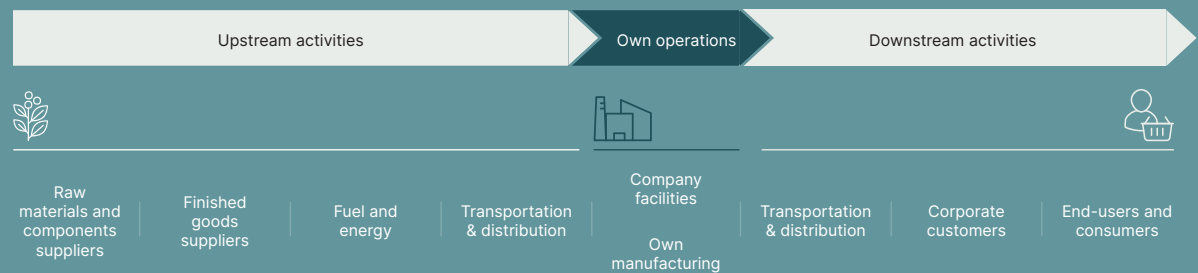 Upstream activities
Own operations
Downstream activities
Raw
materials and
components
suppliers
Finished
goods
suppliers
Fuel and
energy
Transportation
& distribution
Company
facilities
Own
manufacturing
Transportation
& distribution
Corporate
customers
End-users and
consumers